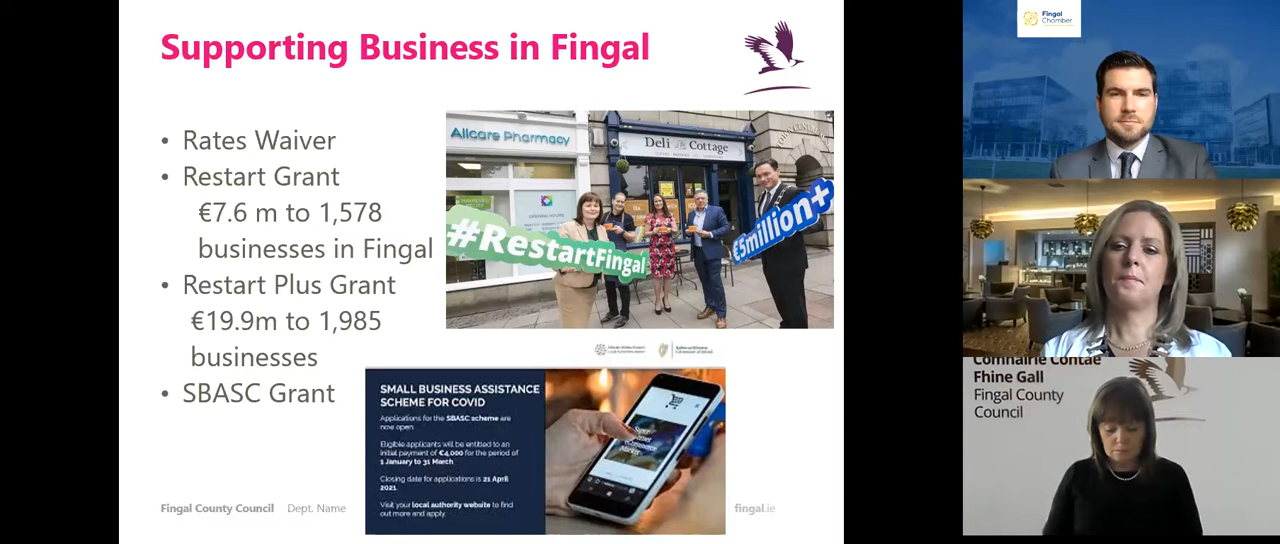 Supporting Business in Fingal
• Rates Waiver
• Restart Grant
€7.6 m to 1,578
businesses in Fingal
• Restart Plus Grant
€19.9m to 1,985
businesses
• SBASC Grant
Allcare Pharmacy
Deli Cottage
#RestartFingal
€5million+
SMALL BUSINESS ASSISTANCE
SCHEME FOR COVID
Applications for the SBASC scheme are
now open.
Eligible applicants will be entitled to an
initial payment of €4,000 for the period of
1 January to 31 March
Closing date for applications is 21 April
2021.
Visit your local authority website to find
out more and apply.
Fingal County Council Dept. Name
fingal.ie
Fingal
Chamber
Comhairle Contae
Fhine Gall
Fingal County
Council